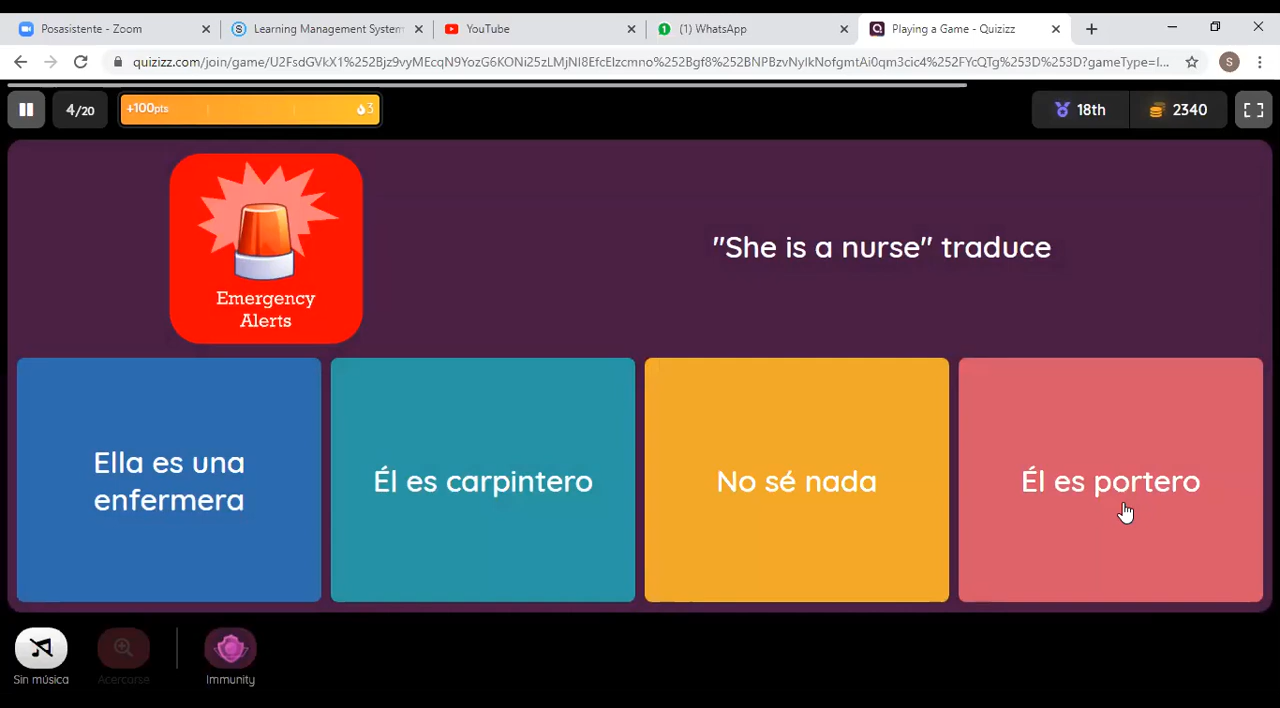 Posasistente - Zoom
Learning Management System
YouTube
(1) WhatsApp
Playing a Game - Quizizz
quizizz.com/join/game/U2FsdGVkX1%252Bjz9vyMEcqN9YozG6KONi25zLMjNI8EfcEIzcmno%252Bgf8%252BNPBzvNyIkNofgmtAi0qm3cic4%252FYcQTg%253D%253D?gameType=l...
S
4/20
+100pts
3
18th
2340
Emergency
Alerts
"She is a nurse" traduce
Ella es una
enfermera
Él es carpintero
No sé nada
Él es portero
Sin música
Acercarse
Immunity